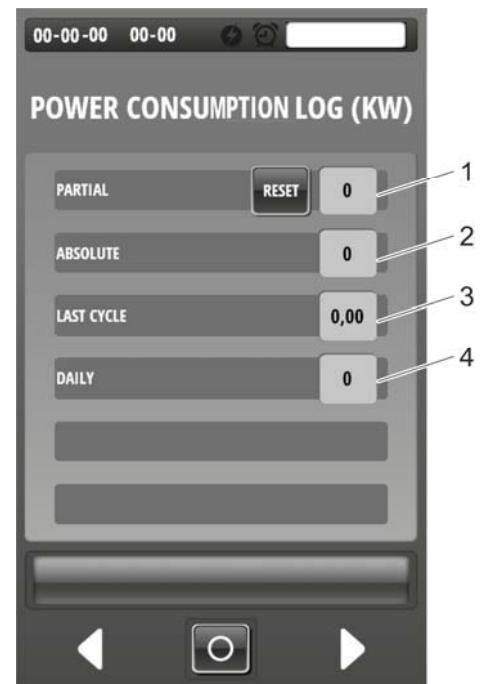 00-00-00 00-00
POWER CONSUMPTION LOG (KW)
PARTIAL RESET 0 1
ABSOLUTE 0 2
LAST CYCLE 0,00 3
DAILY 0 4